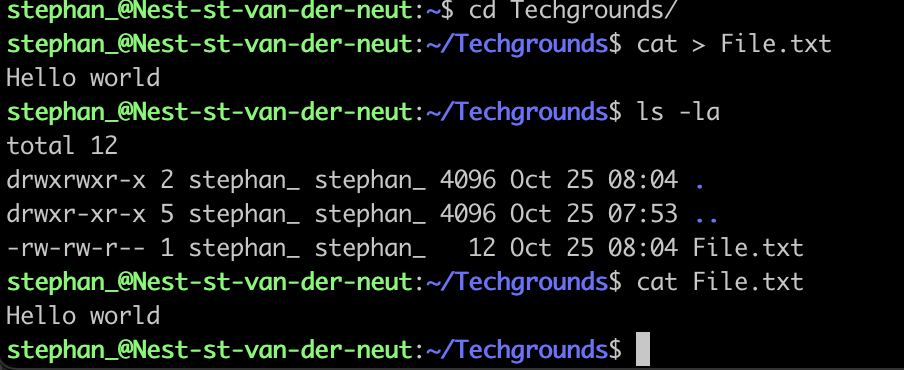 stephan_@Nest-st-van-der-neut:~$ cd Techgrounds/
stephan_@Nest-st-van-der-neut:~/Techgrounds$ cat > File.txt
Hello world
stephan_@Nest-st-van-der-neut:~/Techgrounds$ ls -la
total 12
drwxrwxr-x 2 stephan_ stephan_ 4096 Oct 25 08:04 .
drwxr-xr-x 5 stephan_ stephan_ 4096 Oct 25 07:53 ..
-rw-rw-r-- 1 stephan_ stephan_   12 Oct 25 08:04 File.txt
stephan_@Nest-st-van-der-neut:~/Techgrounds$ cat File.txt
Hello world
stephan_@Nest-st-van-der-neut:~/Techgrounds$